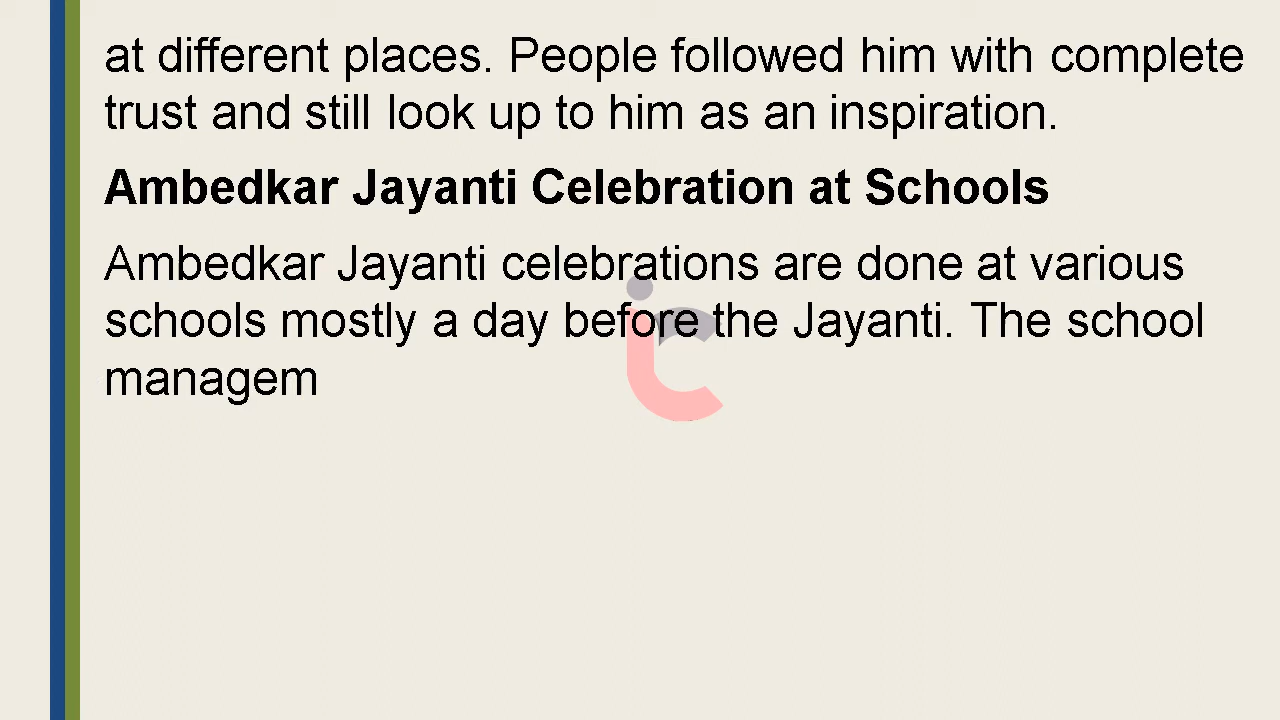 at different places. People followed him with complete
trust and still look up to him as an inspiration.
Ambedkar Jayanti Celebration at Schools
Ambedkar Jayanti celebrations are done at various
schools mostly a day before the Jayanti. The school
managem